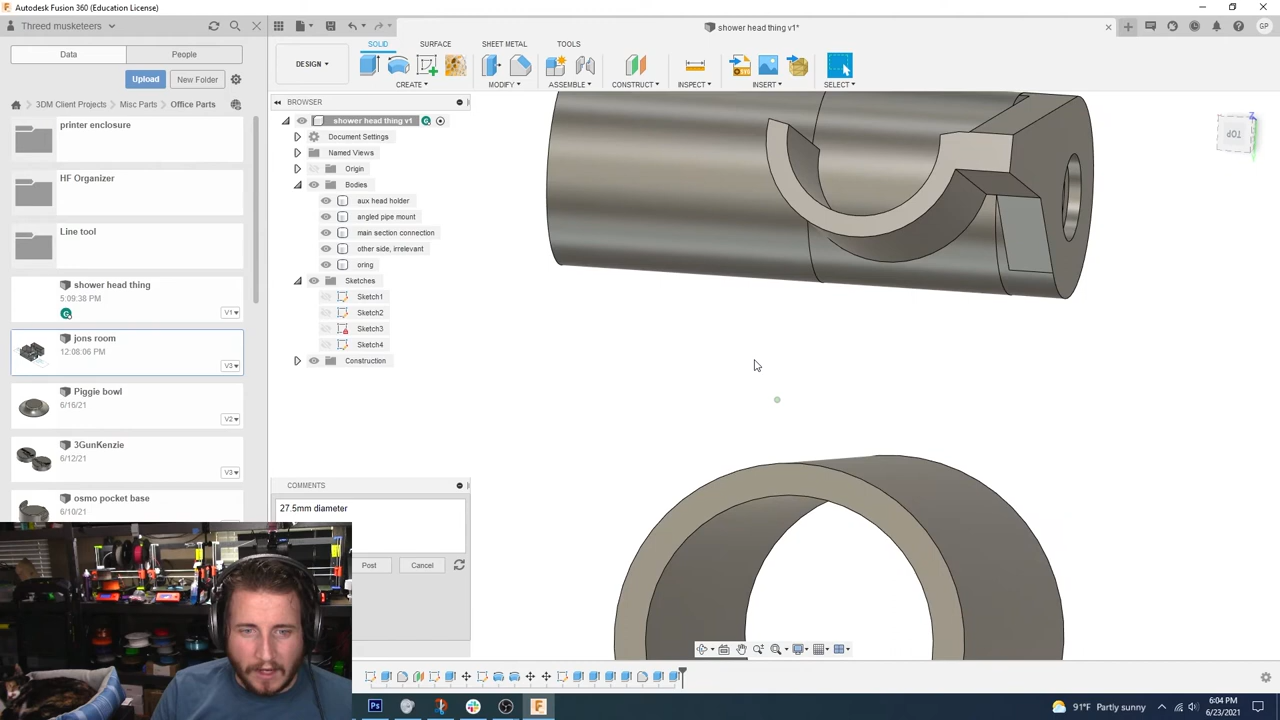 Autodesk Fusion 360 (Education License)
Threed musketeers
shower head thing v1*
GP
Data
People
Upload
New Folder
3DM Client Projects
Misc Parts
Office Parts
printer enclosure
HF Organizer
Line tool
shower head thing
5:09:38 PM
G
V1
jons room
12:08:06 PM
V3
Piggie bowl
6/16/21
V2
3GunKenzie
6/12/21
V3
osmo pocket base
6/10/21
DESIGN
SOLID
SURFACE
SHEET METAL
TOOLS
CREATE
MODIFY
ASSEMBLE
CONSTRUCT
INSPECT
INSERT
SELECT
BROWSER
shower head thing v1
G
Document Settings
Named Views
Origin
Bodies
aux head holder
angled pipe mount
main section connection
other side, irrelevant
oring
Sketches
Sketch1
Sketch2
Sketch3
Sketch4
Construction
COMMENTS
27.5mm diameter
Post
Cancel
TOP
Z
91°F Partly sunny
6:04 PM
6/23/2021